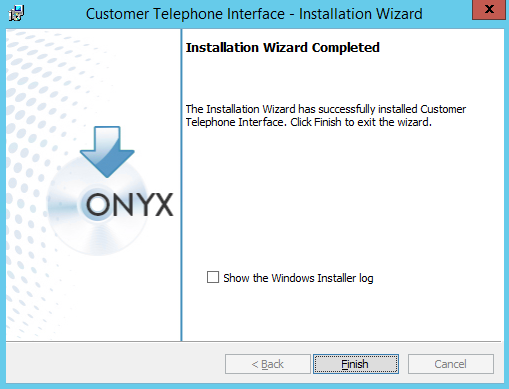 Customer Telephone Interface - Installation Wizard
x
Installation Wizard Completed
The Installation Wizard has successfully installed Customer
Telephone Interface. Click Finish to exit the wizard.
ONYX
Show the Windows Installer log
< Back
Finish
Cancel